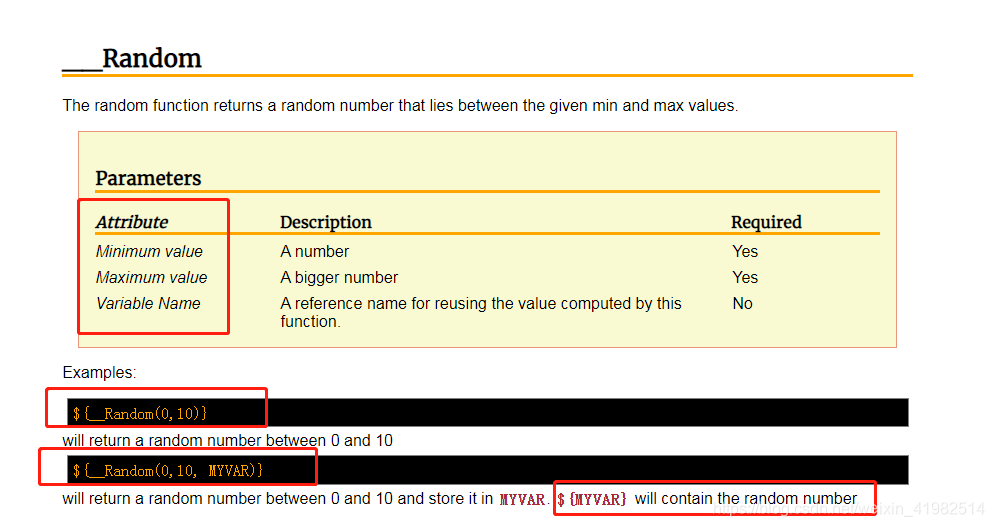 __Random
The random function returns a random number that lies between the given min and max values.
Parameters
Attribute Description Required
Minimum value A number Yes
Maximum value A bigger number Yes
Variable Name A reference name for reusing the value computed by this No
function.
Examples:
${__Random(0,10)}
will return a random number between 0 and 10
${__Random(0,10, MYVAR)}
will return a random number between 0 and 10 and store it in MYVAR. ${MYVAR} will contain the random number
https://blog.csdn.net/weixin_41982514